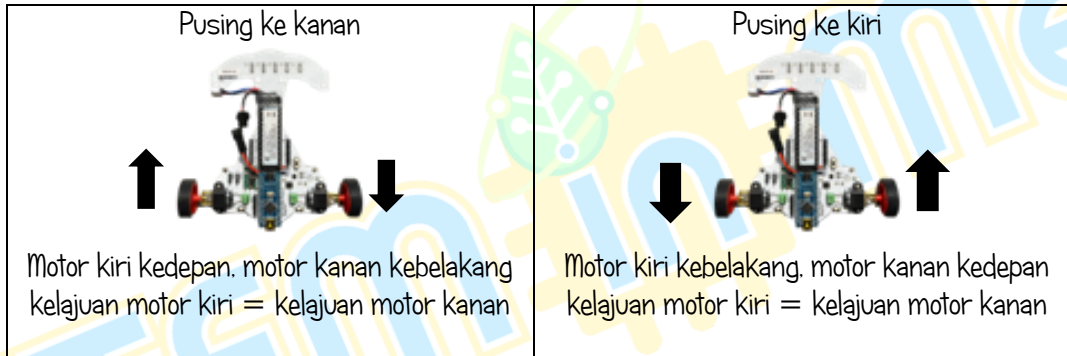 Pusing ke kanan
Motor kiri kedepan, motor kanan kebelakang
kelajuan motor kiri = kelajuan motor kanan
Pusing ke kiri
Motor kiri kebelakang, motor kanan kedepan
kelajuan motor kiri = kelajuan motor kanan